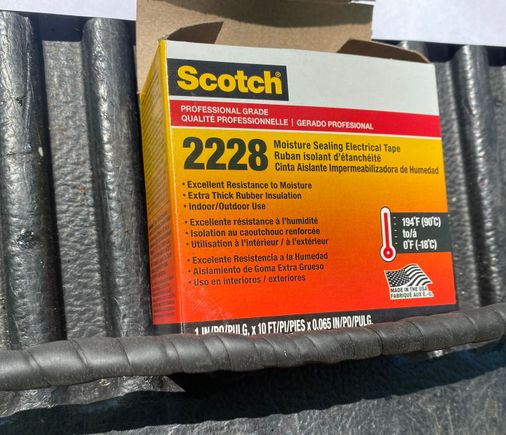 Scotch®
PROFESSIONAL GRADE
QUALITÉ PROFESSIONNELLE | GERADO PROFESIONAL
2228 Moisture Sealing Electrical Tape
Ruban isolant d'étanchéité
Cinta Aislante Impermeabilizadora de Humedad
• Excellent Resistance to Moisture
• Extra Thick Rubber Insulation
• Indoor/Outdoor Use
• Excellente résistance à l'humidité
• Isolation au caoutchouc renforcée
• Utilisation à l'intérieur / à l'extérieur
• Excelente Resistencia a la Humedad
• Aislamiento de Goma Extra Grueso
• Uso en interiores / exteriores
194°F (90°C)
to/á
0°F (-18°C)
MADE IN THE USA
FABRIQUÉ AUX É.-U.
1 IN/PO/PULG. x 10 FT/PI/PIES x 0.065 IN/PO/PULG.